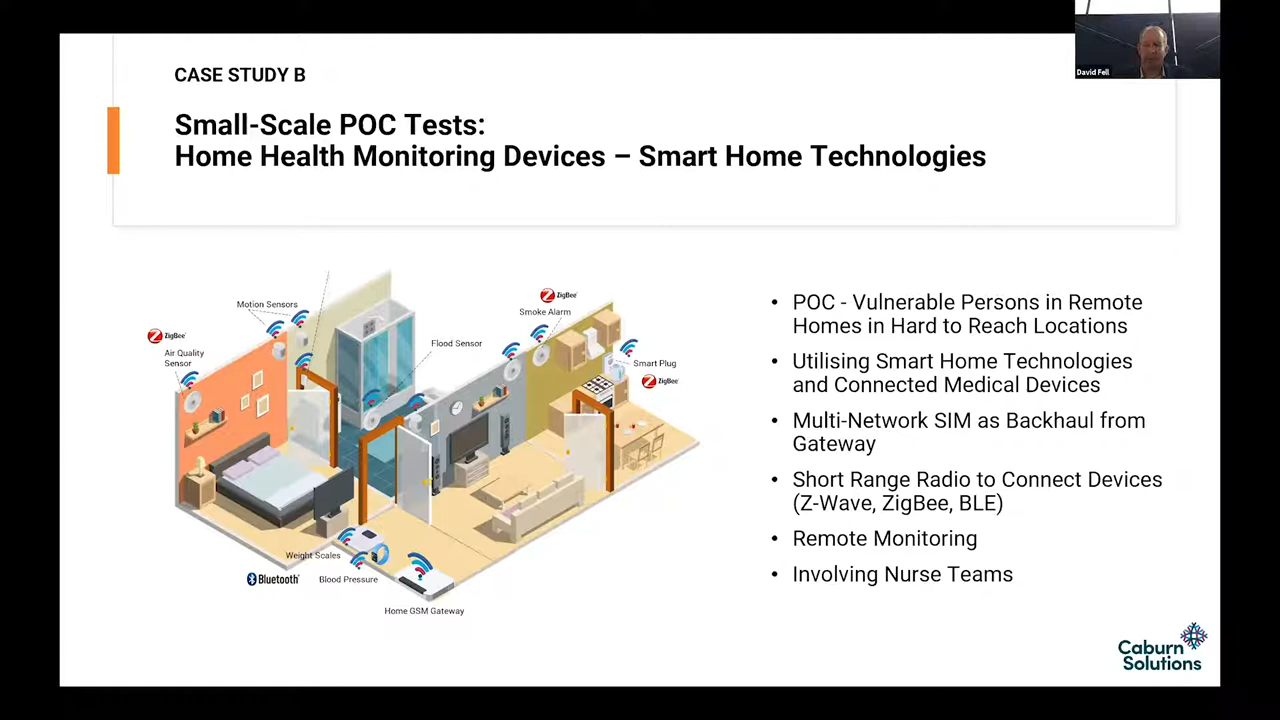 David Fell
CASE STUDY B
Small-Scale POC Tests:
Home Health Monitoring Devices – Smart Home Technologies
Motion Sensors
ZigBee
Air Quality
Sensor
Flood Sensor
ZigBee
Smoke Alarm
Smart Plug
ZigBee
Weight Scales
Bluetooth
Blood Pressure
Home GSM Gateway
• POC - Vulnerable Persons in Remote
Homes in Hard to Reach Locations
• Utilising Smart Home Technologies
and Connected Medical Devices
• Multi-Network SIM as Backhaul from
Gateway
• Short Range Radio to Connect Devices
(Z-Wave, ZigBee, BLE)
• Remote Monitoring
• Involving Nurse Teams
Caburn
Solutions